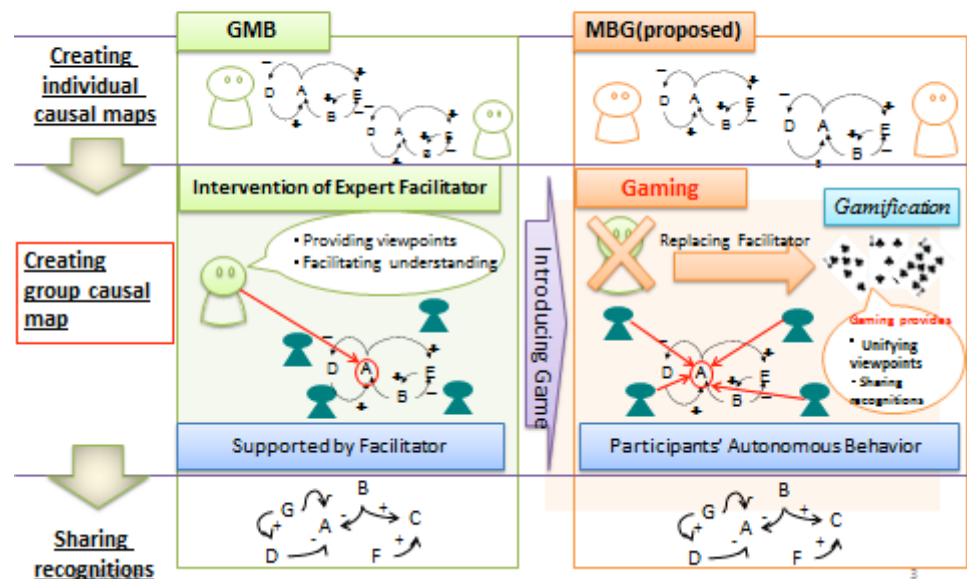 GMB
MBG(proposed)
Creating
individual
causal maps
D A E
B
D A E
B
D A E
B
D A E
B
Intervention of Expert Facilitator
Gaming
Gamification
▪ Providing viewpoints
▪ Facilitating understanding
Replacing Facilitator
Creating
group causal
map
Introducing Game
Gaming provides
▪ Unifying
viewpoints
- Sharing
recognitions
D A E
B
D A E
B
Supported by Facilitator
Participants' Autonomous Behavior
Sharing
recognitions
B
G + A - + C
D - F +
B
G + A - + C
D - F +
3